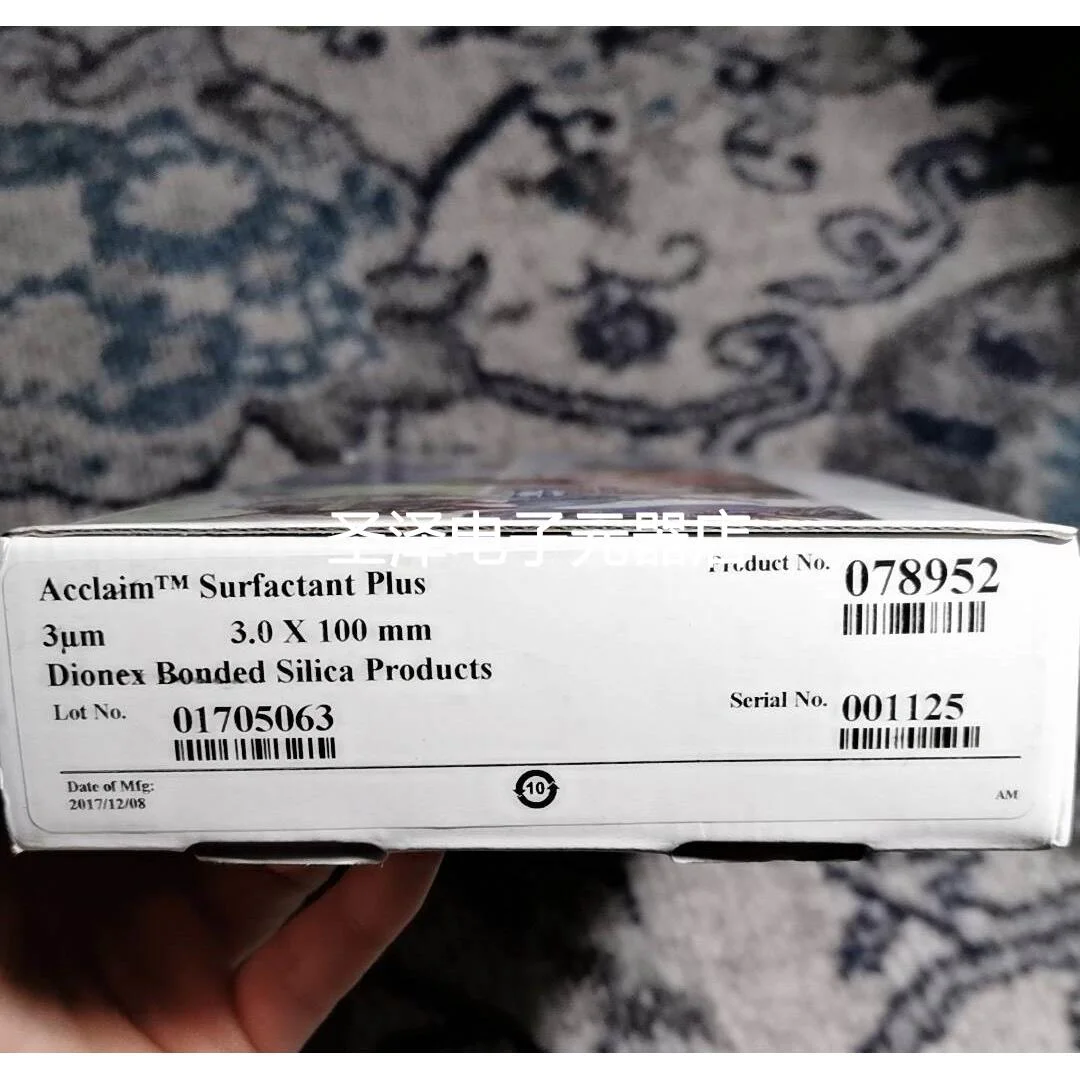 圣泽电子元器店
Acclaim™ Surfactant Plus
Product No. 078952
3µm 3.0 X 100 mm
Dionex Bonded Silica Products
Lot No. 01705063
Serial No. 001125
Date of Mfg:
2017/12/08
10
AM